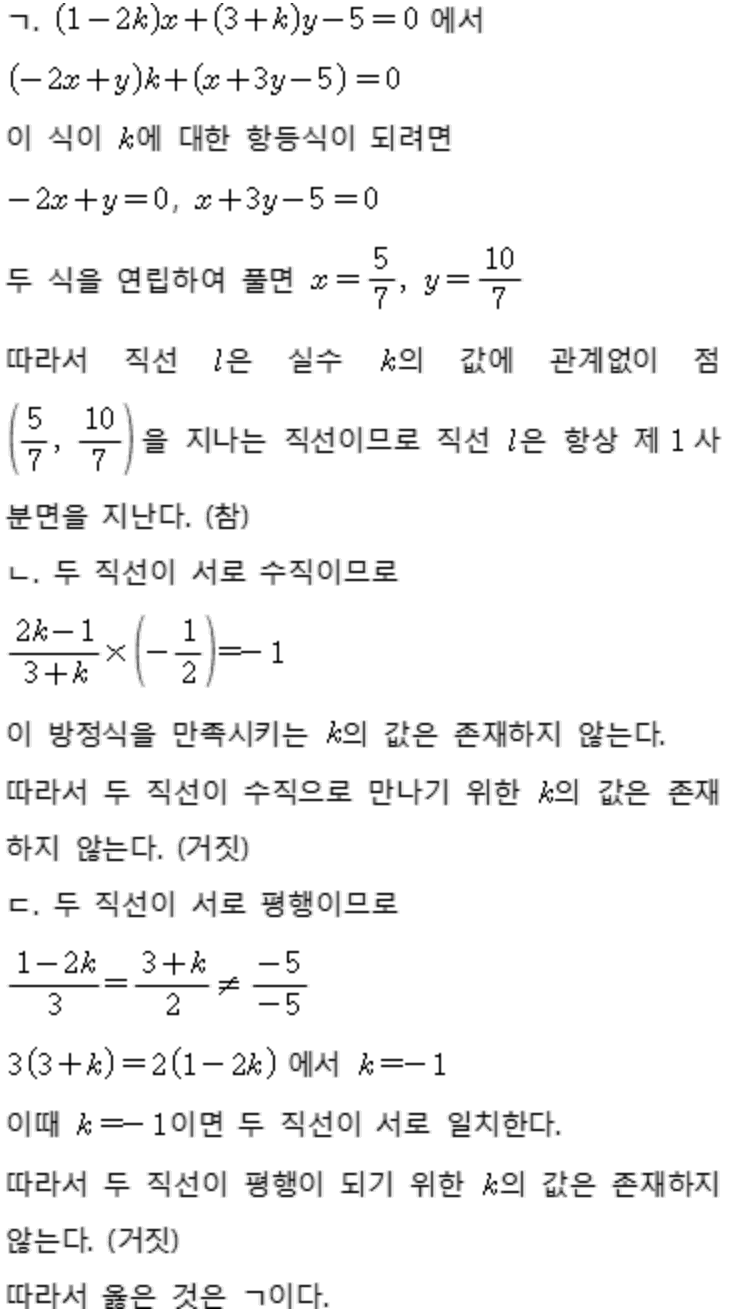 ㄱ. (1-2k)x+(3+k)y-5=0 에서
(-2x+y)k+(x+3y-5)=0
이 식이 k에 대한 항등식이 되려면
-2x+y=0, x+3y-5=0
두 식을 연립하여 풀면 x=5/7, y=10/7
따라서 직선 l은 실수 k의 값에 관계없이 점
(5/7, 10/7)을 지나는 직선이므로 직선 l은 항상 제 1 사
분면을 지난다. (참)
ㄴ. 두 직선이 서로 수직이므로
(2k-1)/(3+k)×(-1/2)=-1
이 방정식을 만족시키는 k의 값은 존재하지 않는다.
따라서 두 직선이 수직으로 만나기 위한 k의 값은 존재
하지 않는다. (거짓)
ㄷ. 두 직선이 서로 평행이므로
(1-2k)/3=(3+k)/2≠(-5)/(-5)
3(3+k)=2(1-2k) 에서 k=-1
이때 k=-1이면 두 직선이 서로 일치한다.
따라서 두 직선이 평행이 되기 위한 k의 값은 존재하지
않는다. (거짓)
따라서 옳은 것은 ㄱ이다.